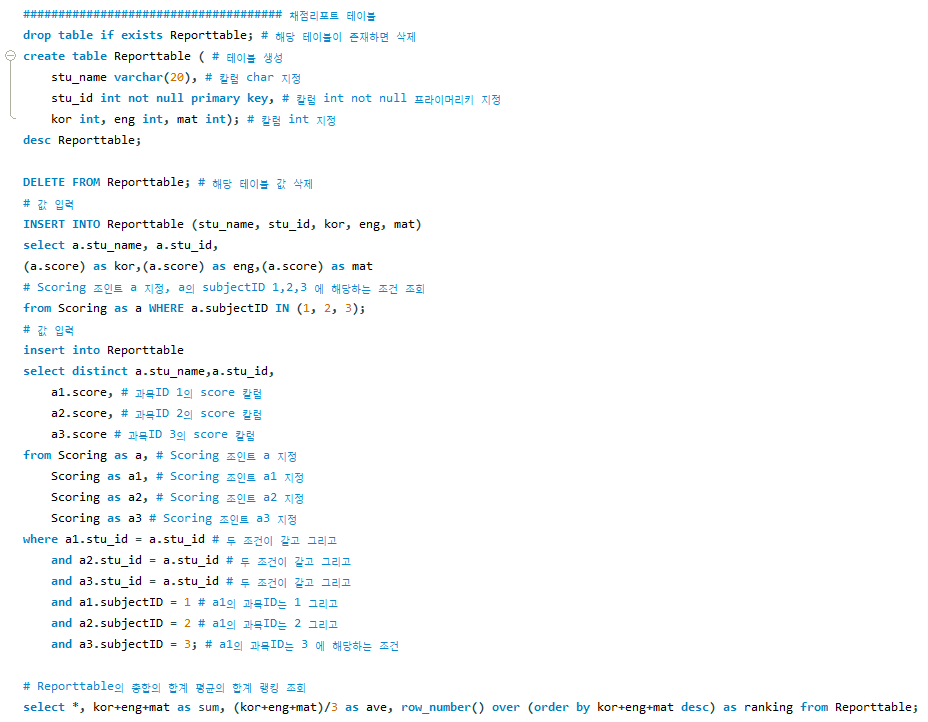 ##################################### 채점리포트 테이블
drop table if exists Reporttable; # 해당 테이블이 존재하면 삭제
create table Reporttable ( # 테이블 생성
    stu_name varchar(20), # 칼럼 char 지정
    stu_id int not null primary key, # 칼럼 int not null 프라이머리키 지정
    kor int, eng int, mat int); # 칼럼 int 지정
desc Reporttable;

DELETE FROM Reporttable; # 해당 테이블 값 삭제
# 값 입력
INSERT INTO Reporttable (stu_name, stu_id, kor, eng, mat)
select a.stu_name, a.stu_id,
(a.score) as kor,(a.score) as eng,(a.score) as mat
# Scoring 조인트 a 지정, a의 subjectID 1,2,3 에 해당하는 조건 조회
from Scoring as a WHERE a.subjectID IN (1, 2, 3);
# 값 입력
insert into Reporttable
select distinct a.stu_name,a.stu_id,
    a1.score, # 과목ID 1의 score 칼럼
    a2.score, # 과목ID 2의 score 칼럼
    a3.score # 과목ID 3의 score 칼럼
from Scoring as a, # Scoring 조인트 a 지정
    Scoring as a1, # Scoring 조인트 a1 지정
    Scoring as a2, # Scoring 조인트 a2 지정
    Scoring as a3 # Scoring 조인트 a3 지정
where a1.stu_id = a.stu_id # 두 조건이 같고 그리고
    and a2.stu_id = a.stu_id # 두 조건이 같고 그리고
    and a3.stu_id = a.stu_id # 두 조건이 같고 그리고
    and a1.subjectID = 1 # a1의 과목ID는 1 그리고
    and a2.subjectID = 2 # a1의 과목ID는 2 그리고
    and a3.subjectID = 3; # a1의 과목ID는 3 에 해당하는 조건

# Reporttable의 총합의 합계 평균의 합계 랭킹 조회
select *, kor+eng+mat as sum, (kor+eng+mat)/3 as ave, row_number() over (order by kor+eng+mat desc) as ranking from Reporttable;